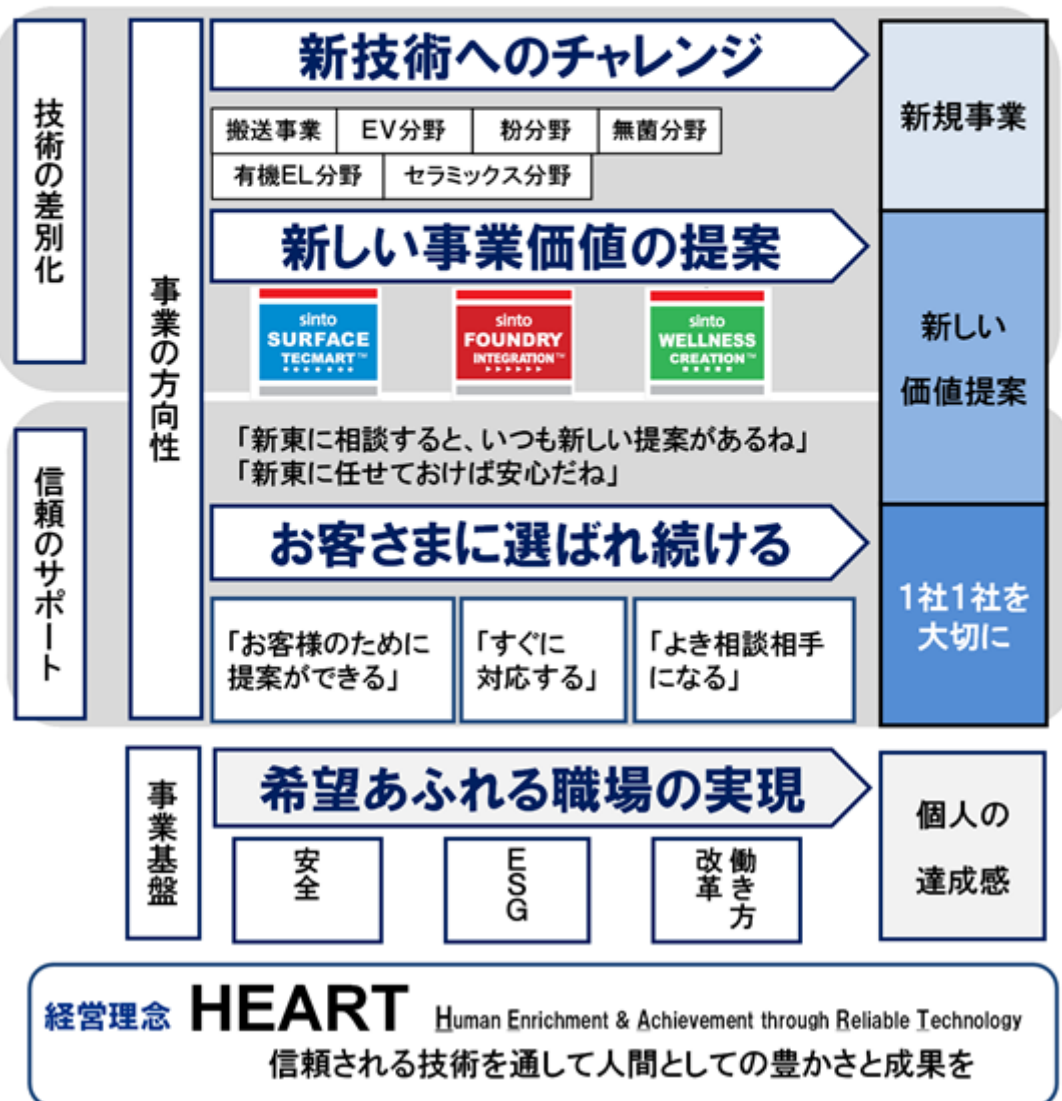 技術の差別化
事業の方向性
新技術へのチャレンジ
搬送事業 EV分野 粉分野 無菌分野
有機EL分野 セラミックス分野
新規事業
新しい事業価値の提案
sinto
SURFACE
TECMART™
sinto
FOUNDRY
INTEGRATION™
sinto
WELLNESS
CREATION™
新しい
価値提案
信頼のサポート
「新東に相談すると、いつも新しい提案があるね」
「新東に任せておけば安心だね」
お客さまに選ばれ続ける
「お客様のために
提案ができる」
「すぐに
対応する」
「よき相談相手
になる」
1社1社を
大切に
事業基盤
希望あふれる職場の実現
安全
ESG
働き方
改革
個人の
達成感
経営理念 HEART Human Enrichment & Achievement through Reliable Technology
信頼される技術を通して人間としての豊かさと成果を